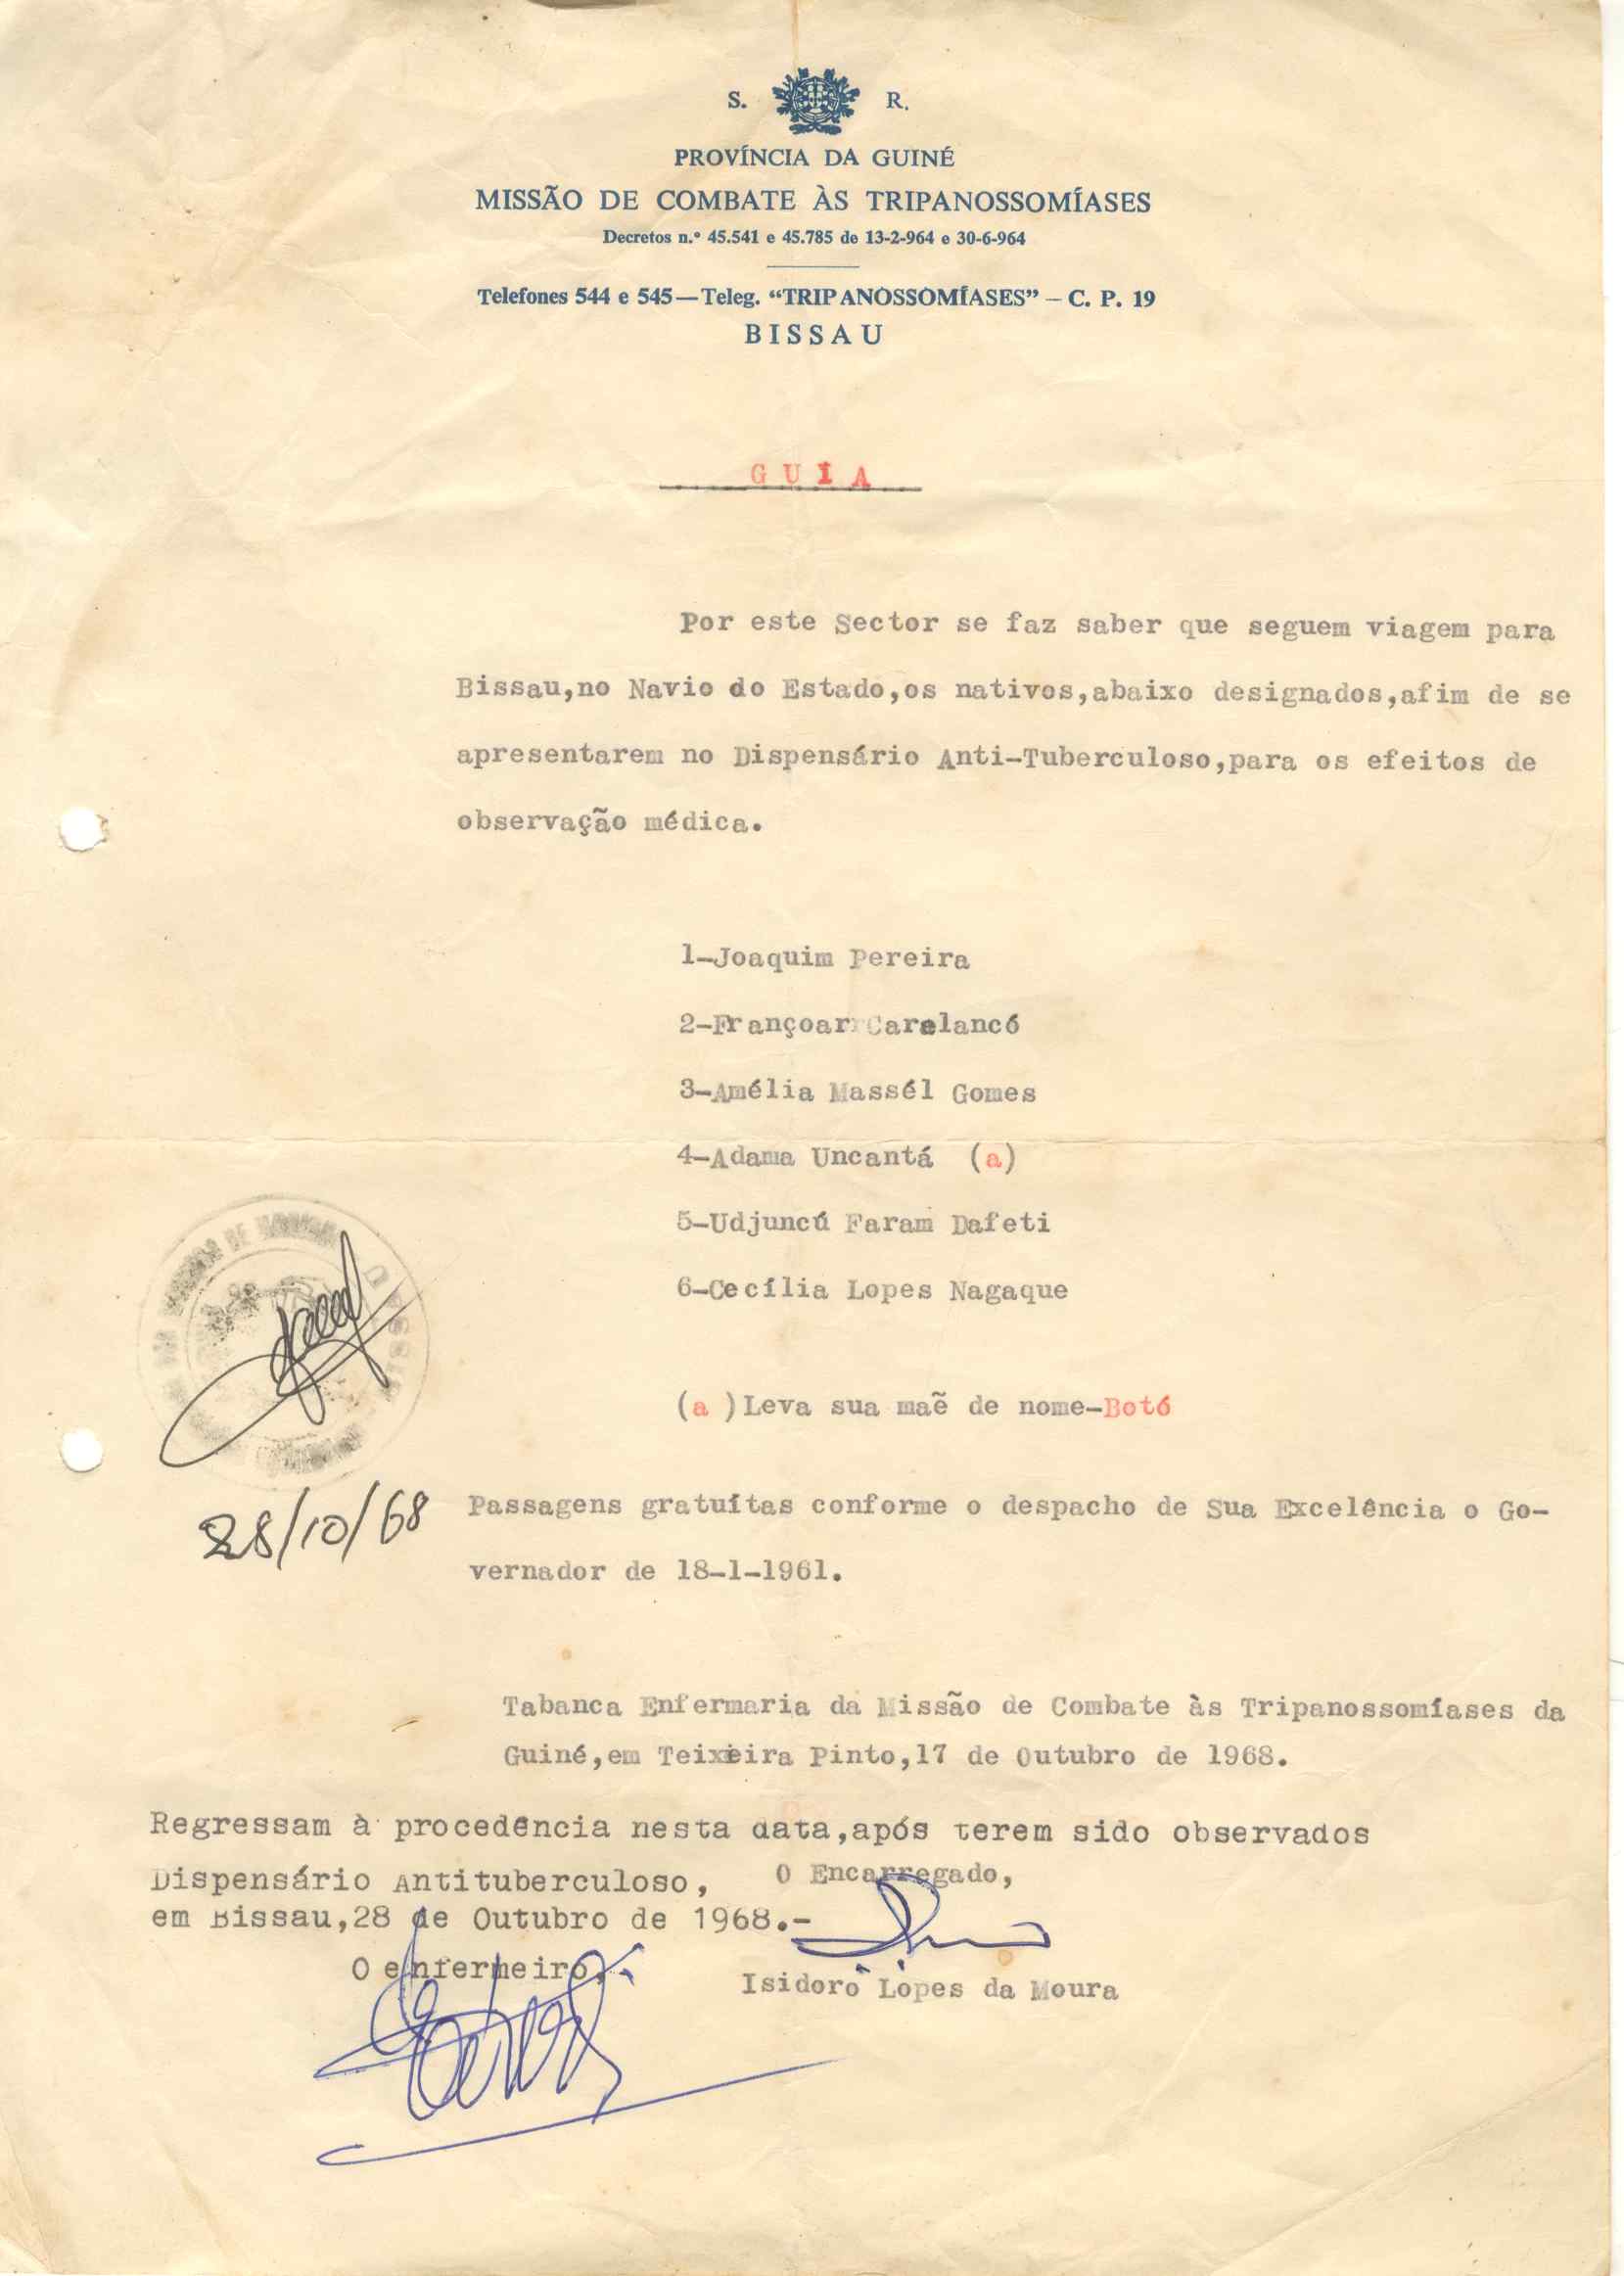 S. R.
PROVÍNCIA DA GUINÉ
MISSÃO DE COMBATE ÀS TRIPANOSSOMÍASES
Decretos n.º 45.541 e 45.785 de 13-2-964 e 30-6-964
Telefones 544 e 545—Teleg. “TRIPANOSSOMÍASES” — C. P. 19
BISSAU
GUIA
Por este Sector se faz saber que seguem viagem para
Bissau,no Navio do Estado,os nativos,abaixo designados,afim de se
apresentarem no Dispensário Anti-Tuberculoso,para os efeitos de
observação médica.
1-Joaquim Pereira
2-Françoar Caralancó
3-Amélia Massél Gomes
4-Adama Uncantá (a)
5-Udjuncú Faram Dafeti
6-Cecília Lopes Nagaque
(a )Leva sua maẽ de nome-Botó
28/10/68
Passagens gratuítas conforme o despacho de Sua Excelência o Go-
vernador de 18-1-1961.
Tabanca Enfermaria da Missão de Combate às Tripanossomíases da
Guiné,em Teixeira Pinto,17 de Outubro de 1968.
Regressam à procedência nesta data,após terem sido observados
Dispensário Antituberculoso,
O Encarregado,
em Bissau,28 de Outubro de 1968.-
O enfermeiro,
Isidoro Lopes da Moura